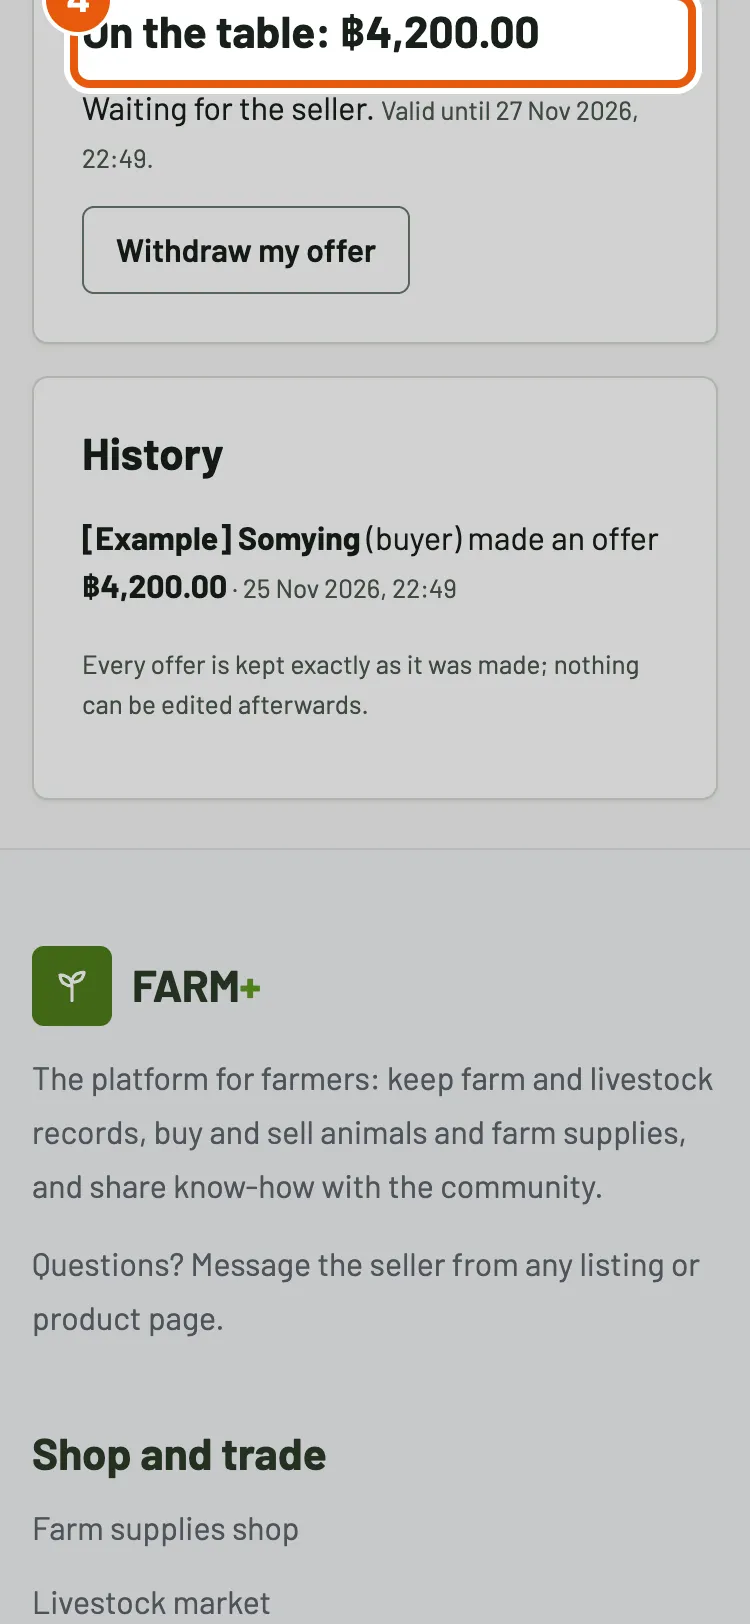 4
On the table: ฿4,200.00
Waiting for the seller. Valid until 27 Nov 2026,
22:49.
Withdraw my offer
History
[Example] Somying (buyer) made an offer
฿4,200.00 · 25 Nov 2026, 22:49
Every offer is kept exactly as it was made; nothing
can be edited afterwards.
FARM+
The platform for farmers: keep farm and livestock
records, buy and sell animals and farm supplies,
and share know-how with the community.
Questions? Message the seller from any listing or
product page.
Shop and trade
Farm supplies shop
Livestock market